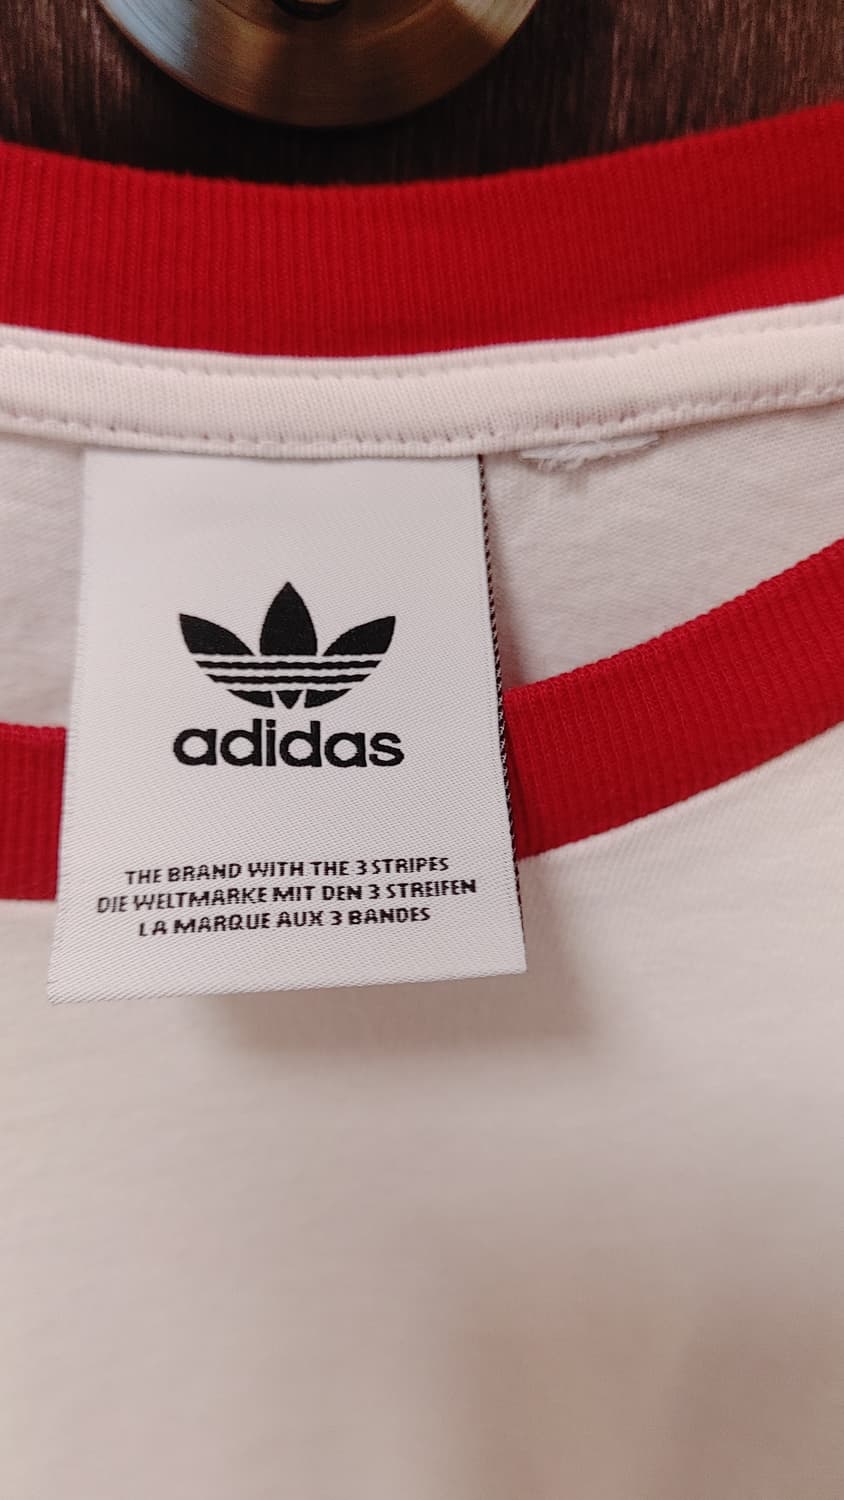 adidas
THE BRAND WITH THE 3 STRIPES
DIE WELTMARKE MIT DEN 3 STREIFEN
LA MARQUE AUX 3 BANDES